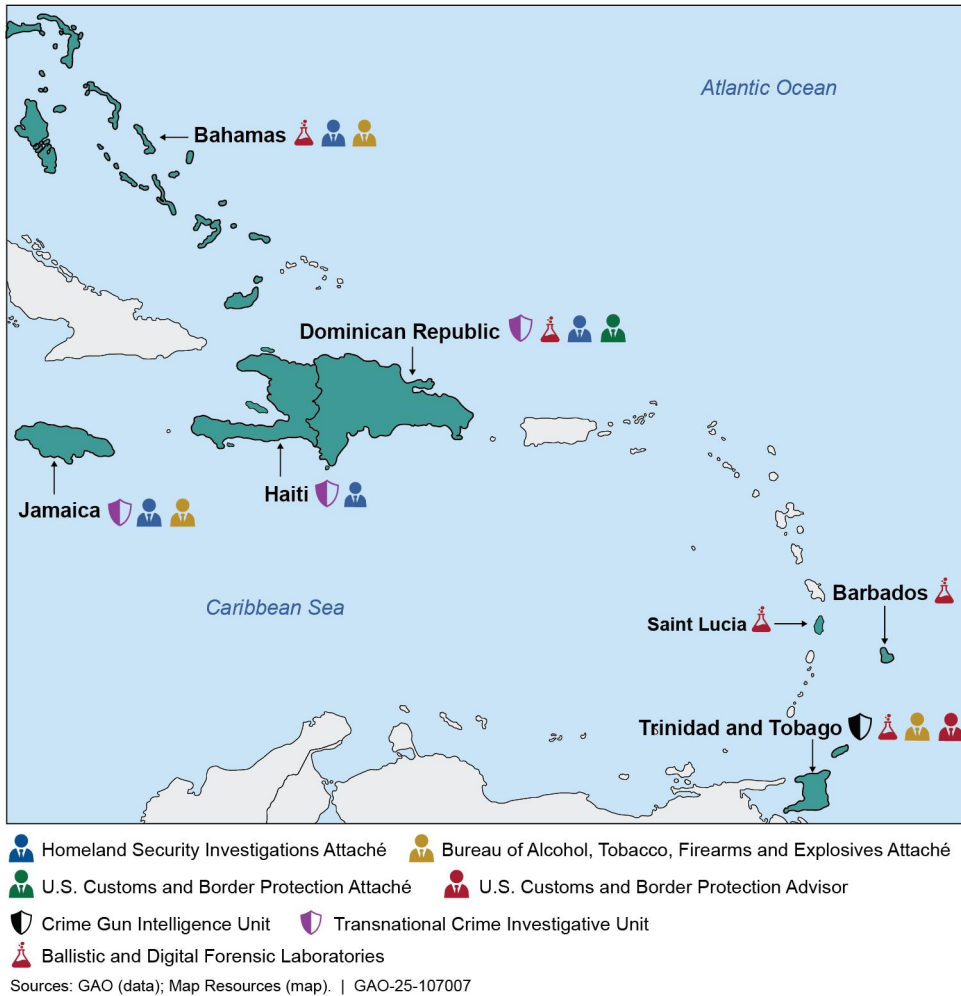 Atlantic Ocean
Bahamas
Dominican Republic
Jamaica
Haiti
Caribbean Sea
Barbados
Saint Lucia
Trinidad and Tobago
Homeland Security Investigations Attaché
Bureau of Alcohol, Tobacco, Firearms and Explosives Attaché
U.S. Customs and Border Protection Attaché
U.S. Customs and Border Protection Advisor
Crime Gun Intelligence Unit
Transnational Crime Investigative Unit
Ballistic and Digital Forensic Laboratories
Sources: GAO (data); Map Resources (map). | GAO-25-107007